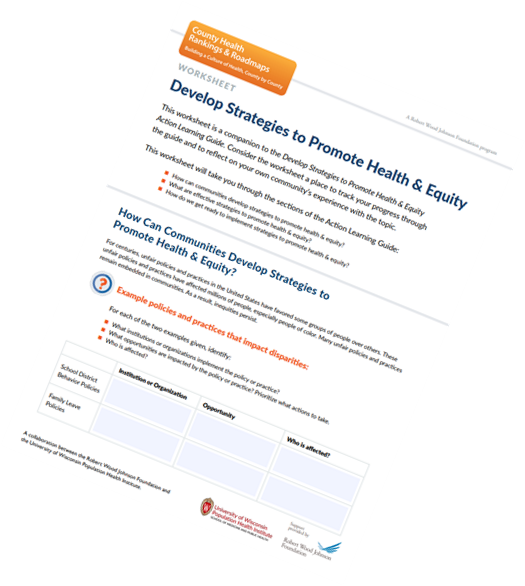 County Health
Rankings & Roadmaps
Building a Culture of Health, County by County
A Robert Wood Johnson Foundation program
WORKSHEET
Develop Strategies to Promote Health & Equity
This worksheet is a companion to the Develop Strategies to Promote Health & Equity
Action Learning Guide. Consider the worksheet a place to track your progress through
the guide and to reflect on your own community's experience with the topic.
This worksheet will take you through the sections of the Action Learning Guide:
How can communities develop strategies to promote health & equity?
What are effective strategies to promote health & equity?
How do we get ready to implement strategies to promote health & equity?
How Can Communities Develop Strategies to
Promote Health & Equity?
For centuries, unfair policies and practices in the United States have favored some groups of people over others. These
unfair policies and practices have affected millions of people, especially people of color. Many unfair policies and practices
remain embedded in communities. As a result, inequities persist.
?
Example policies and practices that impact disparities:
For each of the two examples given, identify:
What institutions or organizations implement the policy or practice?
What opportunities are impacted by the policy or practice? Prioritize what actions to take.
Who is affected?
Institution or Organization
Opportunity
Who is affected?
School District
Behavior Policies
Family Leave
Policies
A collaboration between the Robert Wood Johnson Foundation and
the University of Wisconsin Population Health Institute.
University of Wisconsin
Population Health Institute
SCHOOL OF MEDICINE AND PUBLIC HEALTH
Support
provided by
Robert Wood Johnson
Foundation